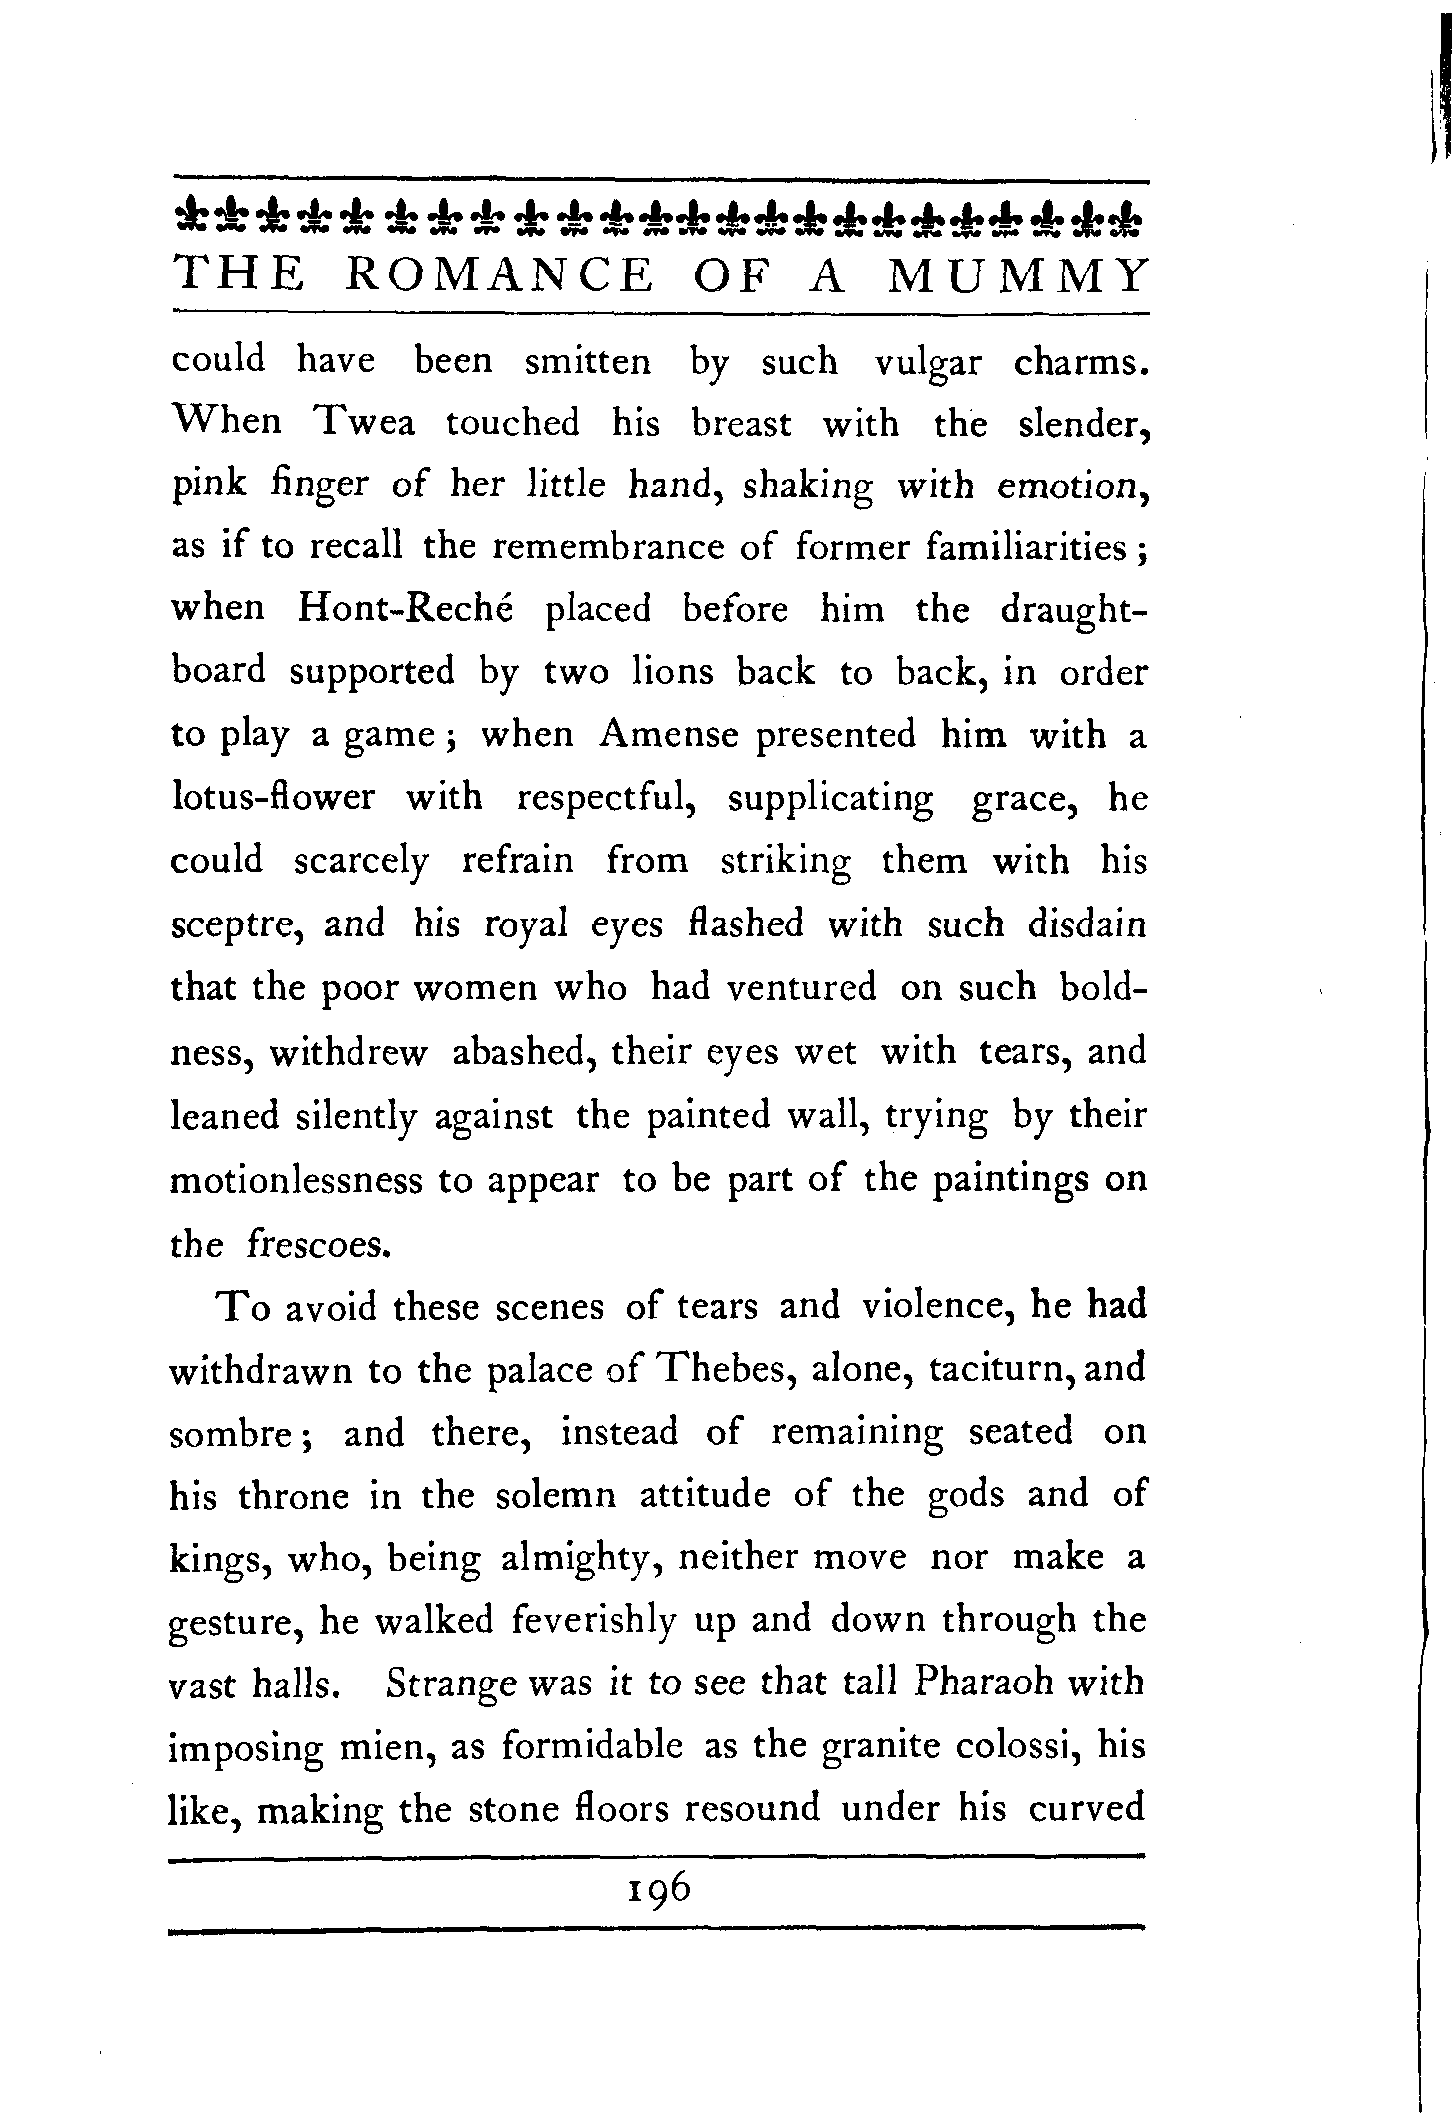 THE ROMANCE OF A MUMMY
could have been smitten by such vulgar charms.
When Twea touched his breast with the slender,
pink finger of her little hand, shaking with emotion,
as if to recall the remembrance of former familiarities ;
when Hont-Reché placed before him the draught-
board supported by two lions back to back, in order
to play a game ; when Amense presented him with a
lotus-flower with respectful, supplicating grace, he
could scarcely refrain from striking them with his
sceptre, and his royal eyes flashed with such disdain
that the poor women who had ventured on such bold-
ness, withdrew abashed, their eyes wet with tears, and
leaned silently against the painted wall, trying by their
motionlessness to appear to be part of the paintings on
the frescoes.
To avoid these scenes of tears and violence, he had
withdrawn to the palace of Thebes, alone, taciturn, and
sombre ; and there, instead of remaining seated on
his throne in the solemn attitude of the gods and of
kings, who, being almighty, neither move nor make a
gesture, he walked feverishly up and down through the
vast halls. Strange was it to see that tall Pharaoh with
imposing mien, as formidable as the granite colossi, his
like, making the stone floors resound under his curved
196